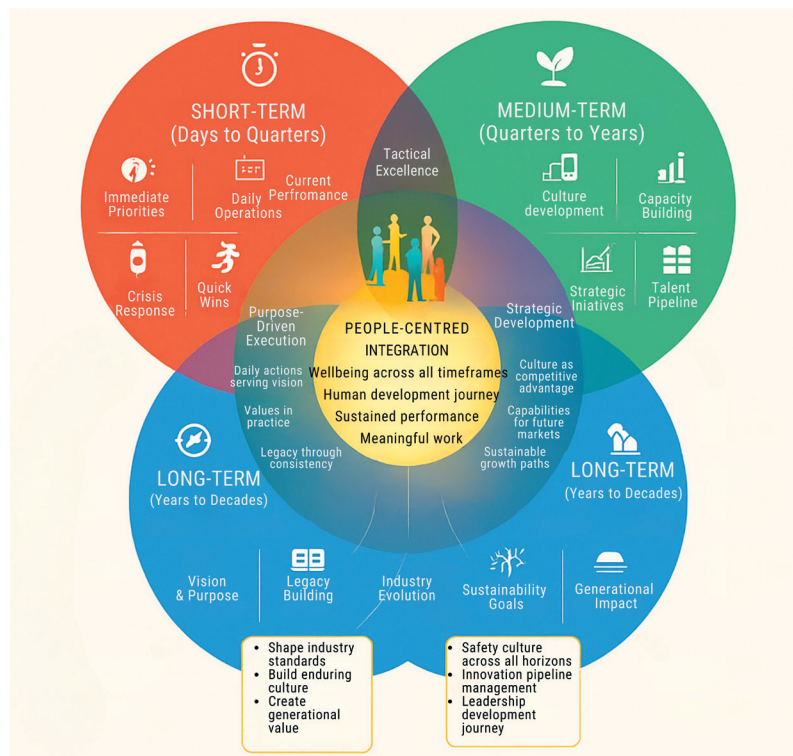 SHORT-TERM
(Days to Quarters)
Immediate
Priorities
Daily
Operations
Current
Perfromance
Crisis
Response
Quick
Wins
Tactical
Excellence
MEDIUM-TERM
(Quarters to Years)
Culture
development
Capacity
Building
Strategic
Iniatives
Talent
Pipeline
Purpose-
Driven
Execution
Daily actions
serving vision
Values in
practice
Legacy through
consistency
PEOPLE-CENTRED
INTEGRATION
Wellbeing across all timeframes
Human development journey
Sustained performance
Meaningful work
Strategic
Development
Culture as
competitive
advantage
Capabilities
for future
markets
Sustainable
growth paths
LONG-TERM
(Years to Decades)
LONG-TERM
(Years to Decades)
Vision
& Purpose
Legacy
Building
Industry
Evolution
Sustainability
Goals
Generational
Impact
• Shape industry
standards
• Build enduring
culture
• Create
generational
value
• Safety culture
across all horizons
• Innovation pipeline
management
• Leadership
development
journey